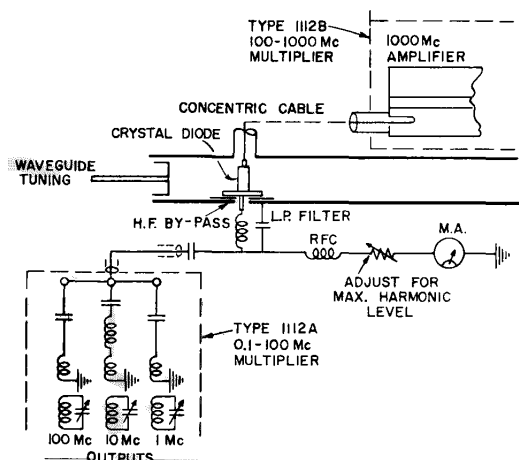 TYPE 1112B
100-1000 Mc
MULTIPLIER
1000 Mc
AMPLIFIER
CONCENTRIC CABLE
CRYSTAL DIODE
WAVEGUIDE
TUNING
H.F. BY-PASS
L.P. FILTER
RFC
M.A.
ADJUST FOR
MAX. HARMONIC
LEVEL
TYPE 1112A
0.1-100 Mc
MULTIPLIER
100 Mc 10 Mc 1 Mc
OUTPUTS